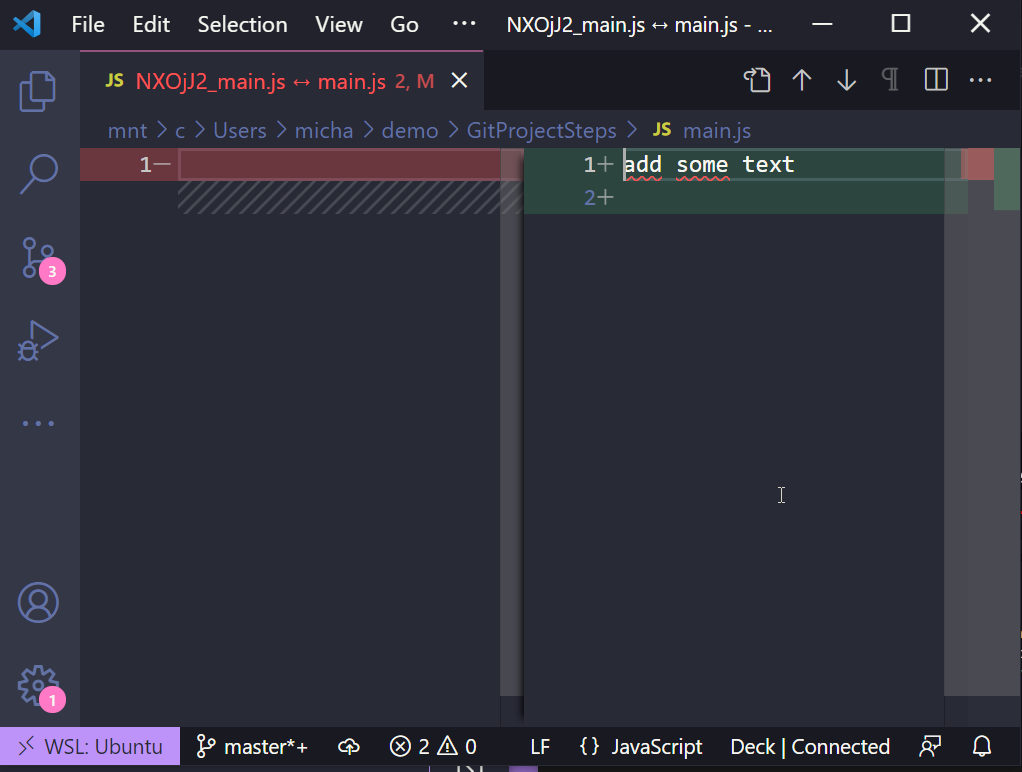 File Edit Selection View Go ··· NXOjJ2_main.js ↔ main.js - ...
JS NXOjJ2_main.js ↔ main.js 2, M
mnt > c > Users > micha > demo > GitProjectSteps > JS main.js
1− 1+ add some text
2+
3
1
WSL: Ubuntu master*+ 2 0 LF {} JavaScript Deck | Connected